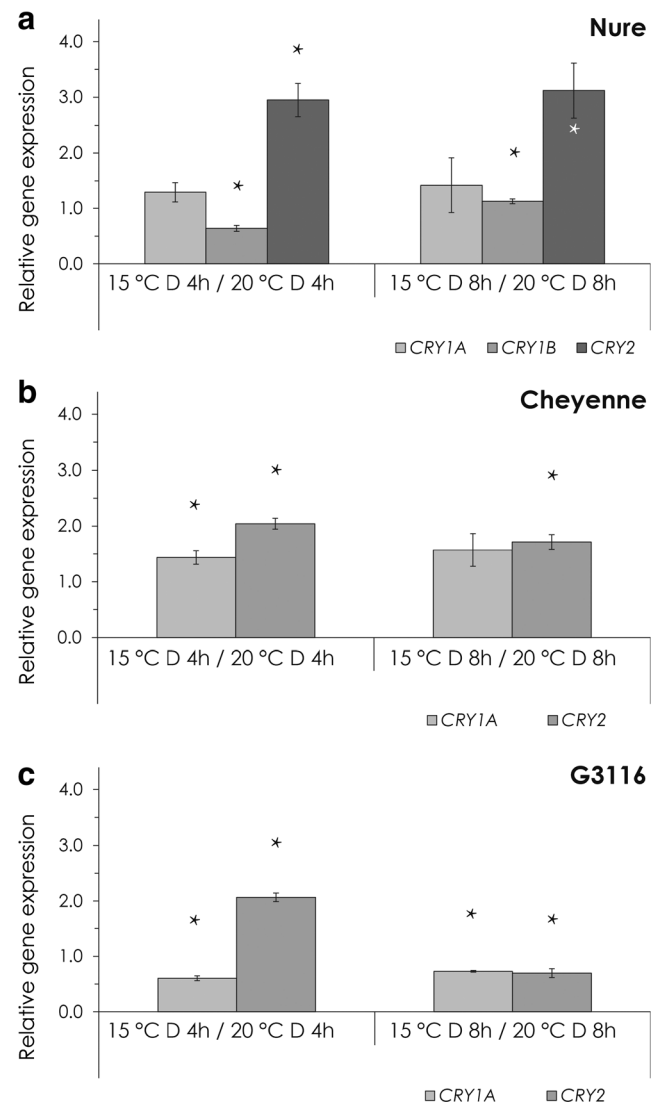 a
Nure
Relative gene expression
4.0
3.0
2.0
1.0
0.0
15 °C D 4h / 20 °C D 4h
15 °C D 8h / 20 °C D 8h
CRY1A CRY1B CRY2
b
Cheyenne
Relative gene expression
4.0
3.0
2.0
1.0
0.0
15 °C D 4h / 20 °C D 4h
15 °C D 8h / 20 °C D 8h
CRY1A CRY2
c
G3116
Relative gene expression
4.0
3.0
2.0
1.0
0.0
15 °C D 4h / 20 °C D 4h
15 °C D 8h / 20 °C D 8h
CRY1A CRY2